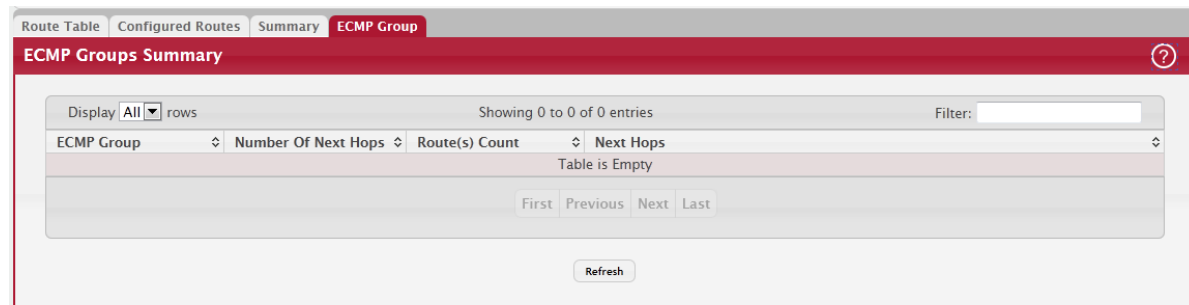 Route Table Configured Routes Summary ECMP Group
ECMP Groups Summary
Display All rows Showing 0 to 0 of 0 entries Filter:
ECMP Group Number Of Next Hops Route(s) Count Next Hops
Table is Empty
First Previous Next Last
Refresh